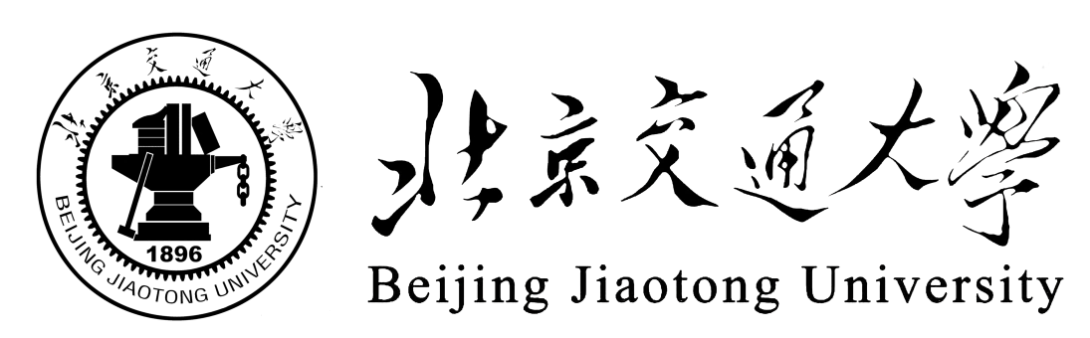 北京交通大學
1896
BEIJING JIAOTONG UNIVERSITY
北京交通大學
Beijing Jiaotong University